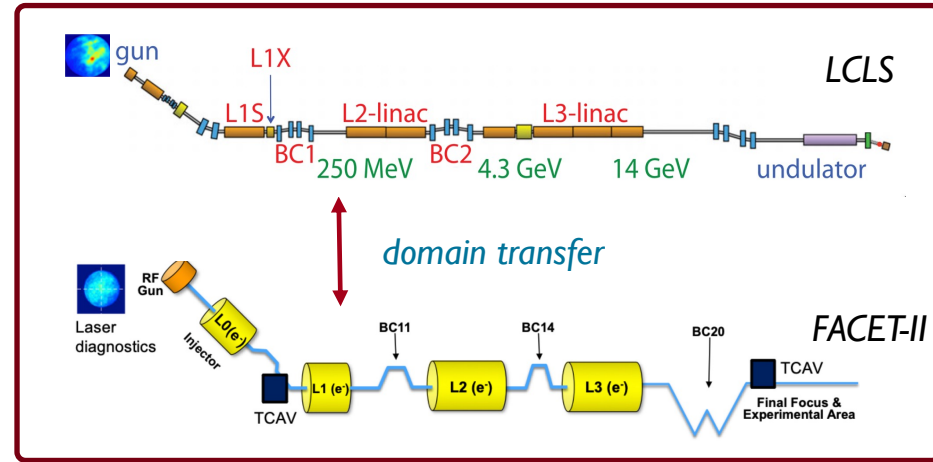 gun
L1X
LCLS
L1S
L2-linac
L3-linac
BC1
BC2
250 MeV
4.3 GeV
14 GeV
undulator
domain transfer
RF
Gun
Laser
diagnostics
L0(e-)
Injector
BC11
BC14
BC20
FACET-II
TCAV
L1 (e-)
L2 (e-)
L3 (e-)
TCAV
Final Focus &
Experimental Area